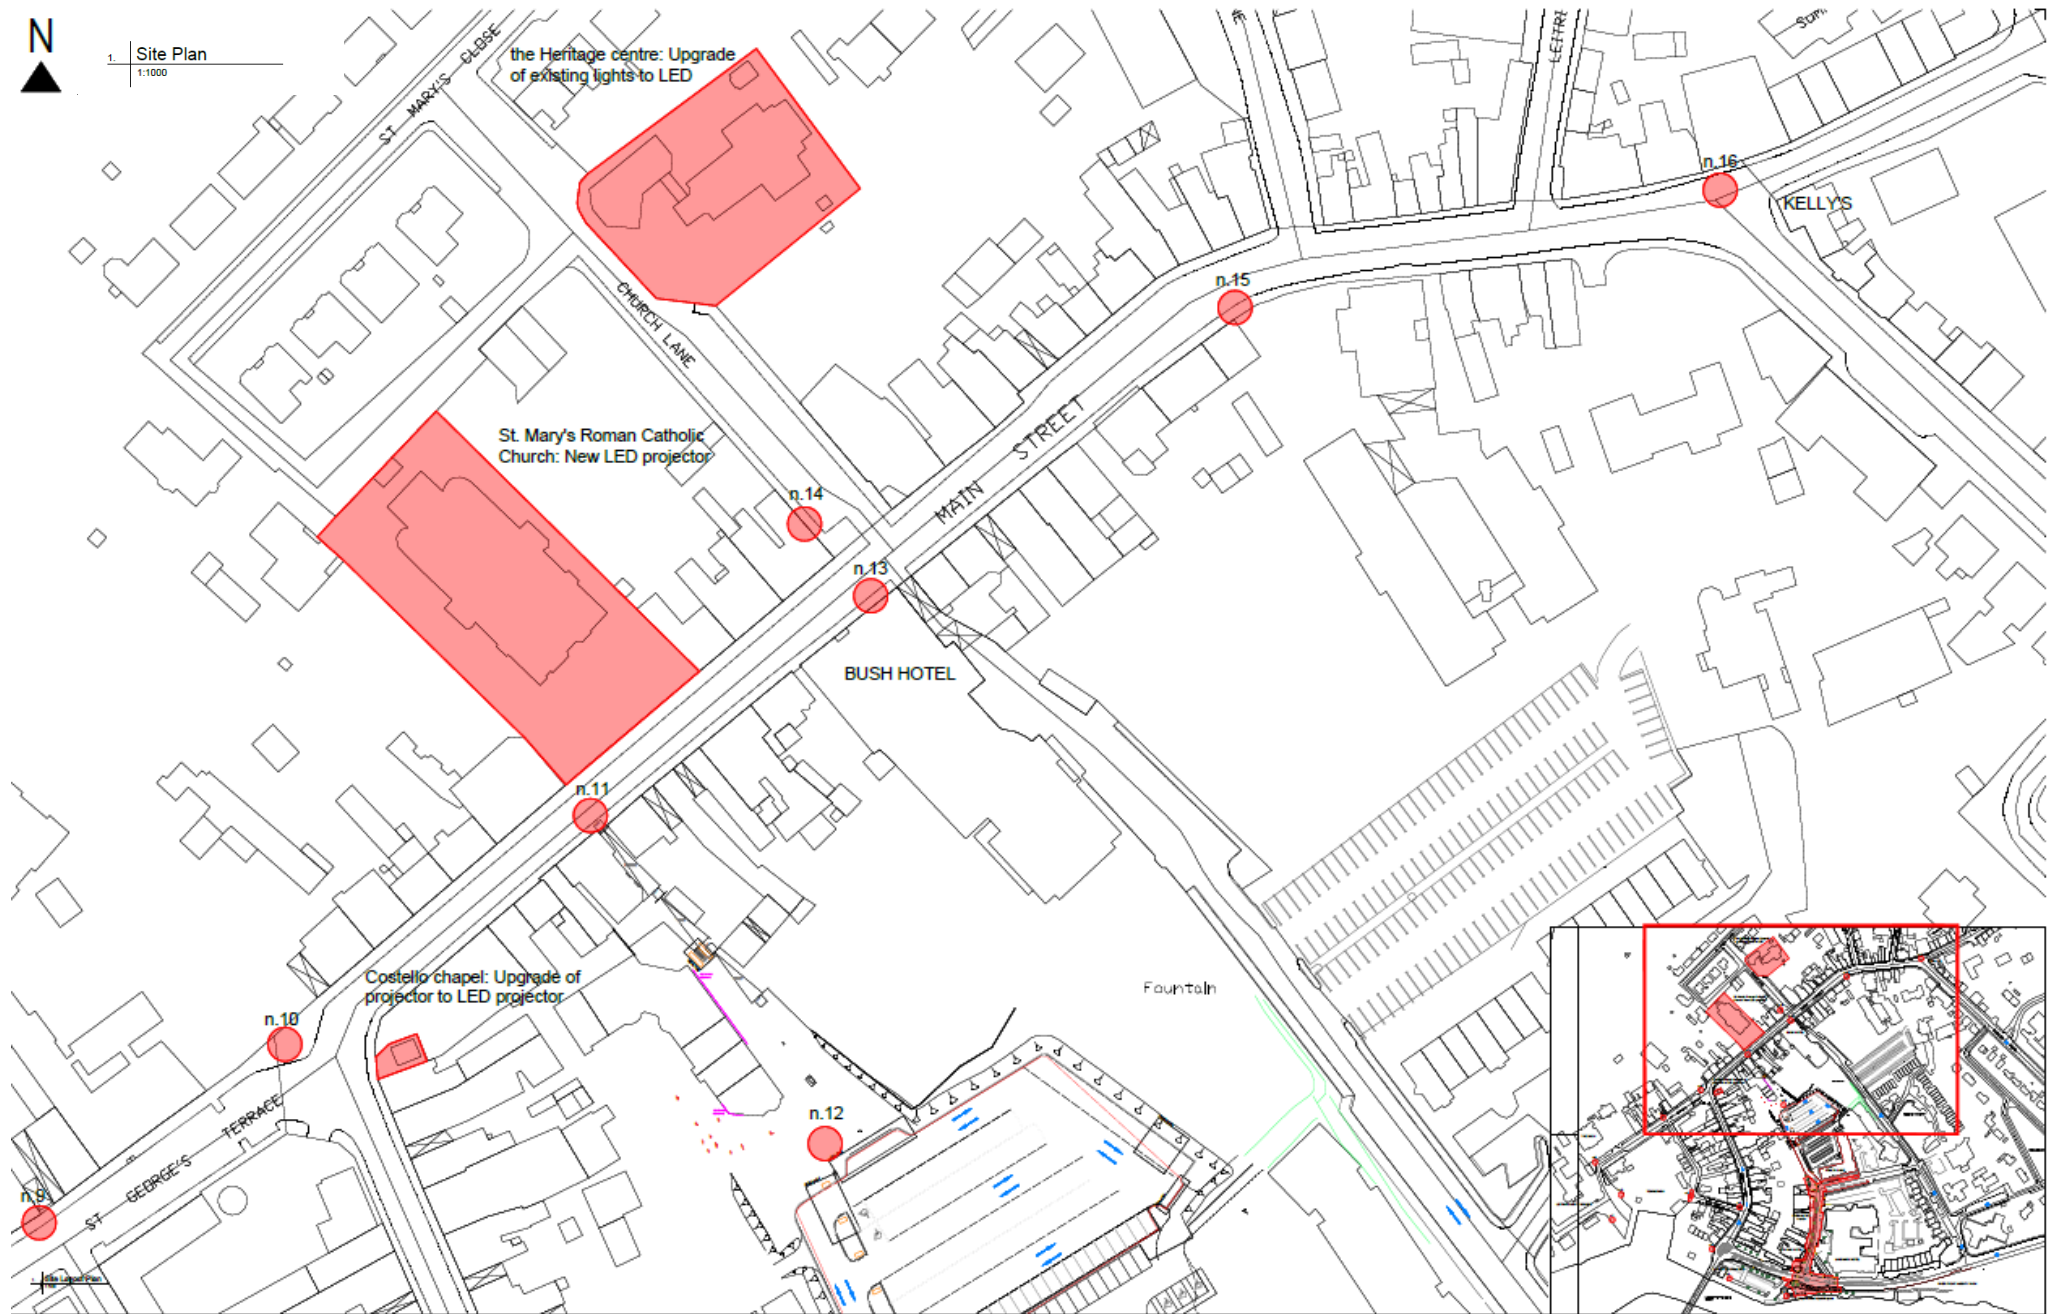 N
1. Site Plan
1:1000
ST MARY'S CLOSE
the Heritage centre: Upgrade
of existing lights to LED
LEITRI
n.16
KELLY'S
CHURCH LANE
n.15
St. Mary's Roman Catholic
Church: New LED projector
MAIN STREET
n.14
n.13
BUSH HOTEL
n.11
Costello chapel: Upgrade of
projector to LED projector
Fountain
n.10
n.12
ST GEORGE'S TERRACE
n.9